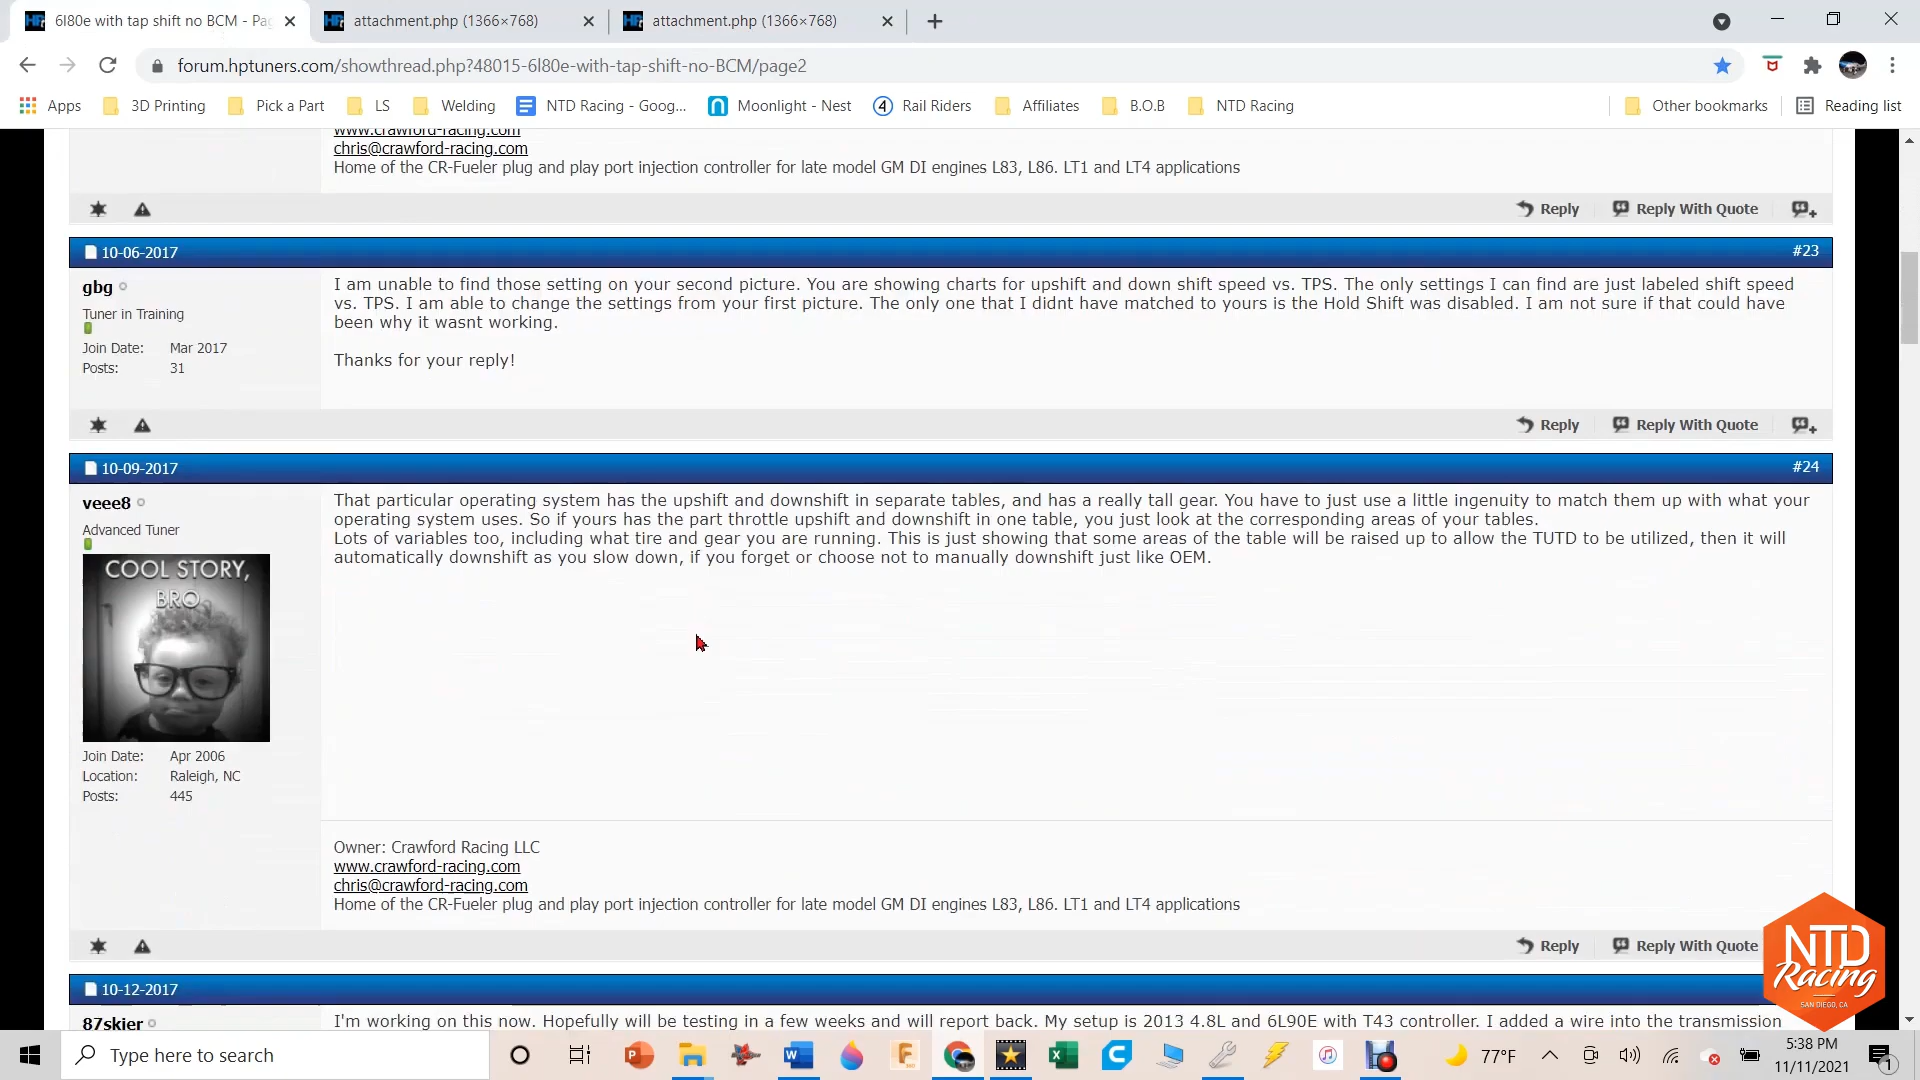 6l80e with tap shift no BCM - Pa
attachment.php (1366×768)
attachment.php (1366×768)
forum.hptuners.com/showthread.php?48015-6l80e-with-tap-shift-no-BCM/page2
Apps
3D Printing
Pick a Part
LS
Welding
NTD Racing - Goog...
Moonlight - Nest
Rail Riders
Affiliates
B.O.B
NTD Racing
Other bookmarks
Reading list
www.crawford-racing.com
chris@crawford-racing.com
Home of the CR-Fueler plug and play port injection controller for late model GM DI engines L83, L86. LT1 and LT4 applications
Reply
Reply With Quote
10-06-2017
#23
gbg
Tuner in Training
Join Date: Mar 2017
Posts: 31
I am unable to find those setting on your second picture. You are showing charts for upshift and down shift speed vs. TPS. The only settings I can find are just labeled shift speed
vs. TPS. I am able to change the settings from your first picture. The only one that I didnt have matched to yours is the Hold Shift was disabled. I am not sure if that could have
been why it wasnt working.
Thanks for your reply!
Reply
Reply With Quote
10-09-2017
#24
veee8
Advanced Tuner
COOL STORY,
BRO
Join Date: Apr 2006
Location: Raleigh, NC
Posts: 445
That particular operating system has the upshift and downshift in separate tables, and has a really tall gear. You have to just use a little ingenuity to match them up with what your
operating system uses. So if yours has the part throttle upshift and downshift in one table, you just look at the corresponding areas of your tables.
Lots of variables too, including what tire and gear you are running. This is just showing that some areas of the table will be raised up to allow the TUTD to be utilized, then it will
automatically downshift as you slow down, if you forget or choose not to manually downshift just like OEM.
Owner: Crawford Racing LLC
www.crawford-racing.com
chris@crawford-racing.com
Home of the CR-Fueler plug and play port injection controller for late model GM DI engines L83, L86. LT1 and LT4 applications
Reply
Reply With Quote
NTD
Racing
SAN DIEGO, CA
10-12-2017
87skier
I'm working on this now. Hopefully will be testing in a few weeks and will report back. My setup is 2013 4.8L and 6L90E with T43 controller. I added a wire into the transmission
Type here to search
77°F
5:38 PM
11/11/2021
1